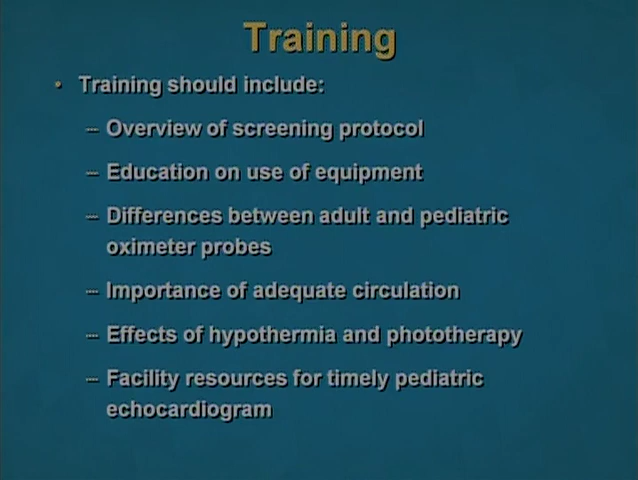 Training
• Training should include:
– Overview of screening protocol
– Education on use of equipment
– Differences between adult and pediatric
oximeter probes
– Importance of adequate circulation
– Effects of hypothermia and phototherapy
– Facility resources for timely pediatric
echocardiogram